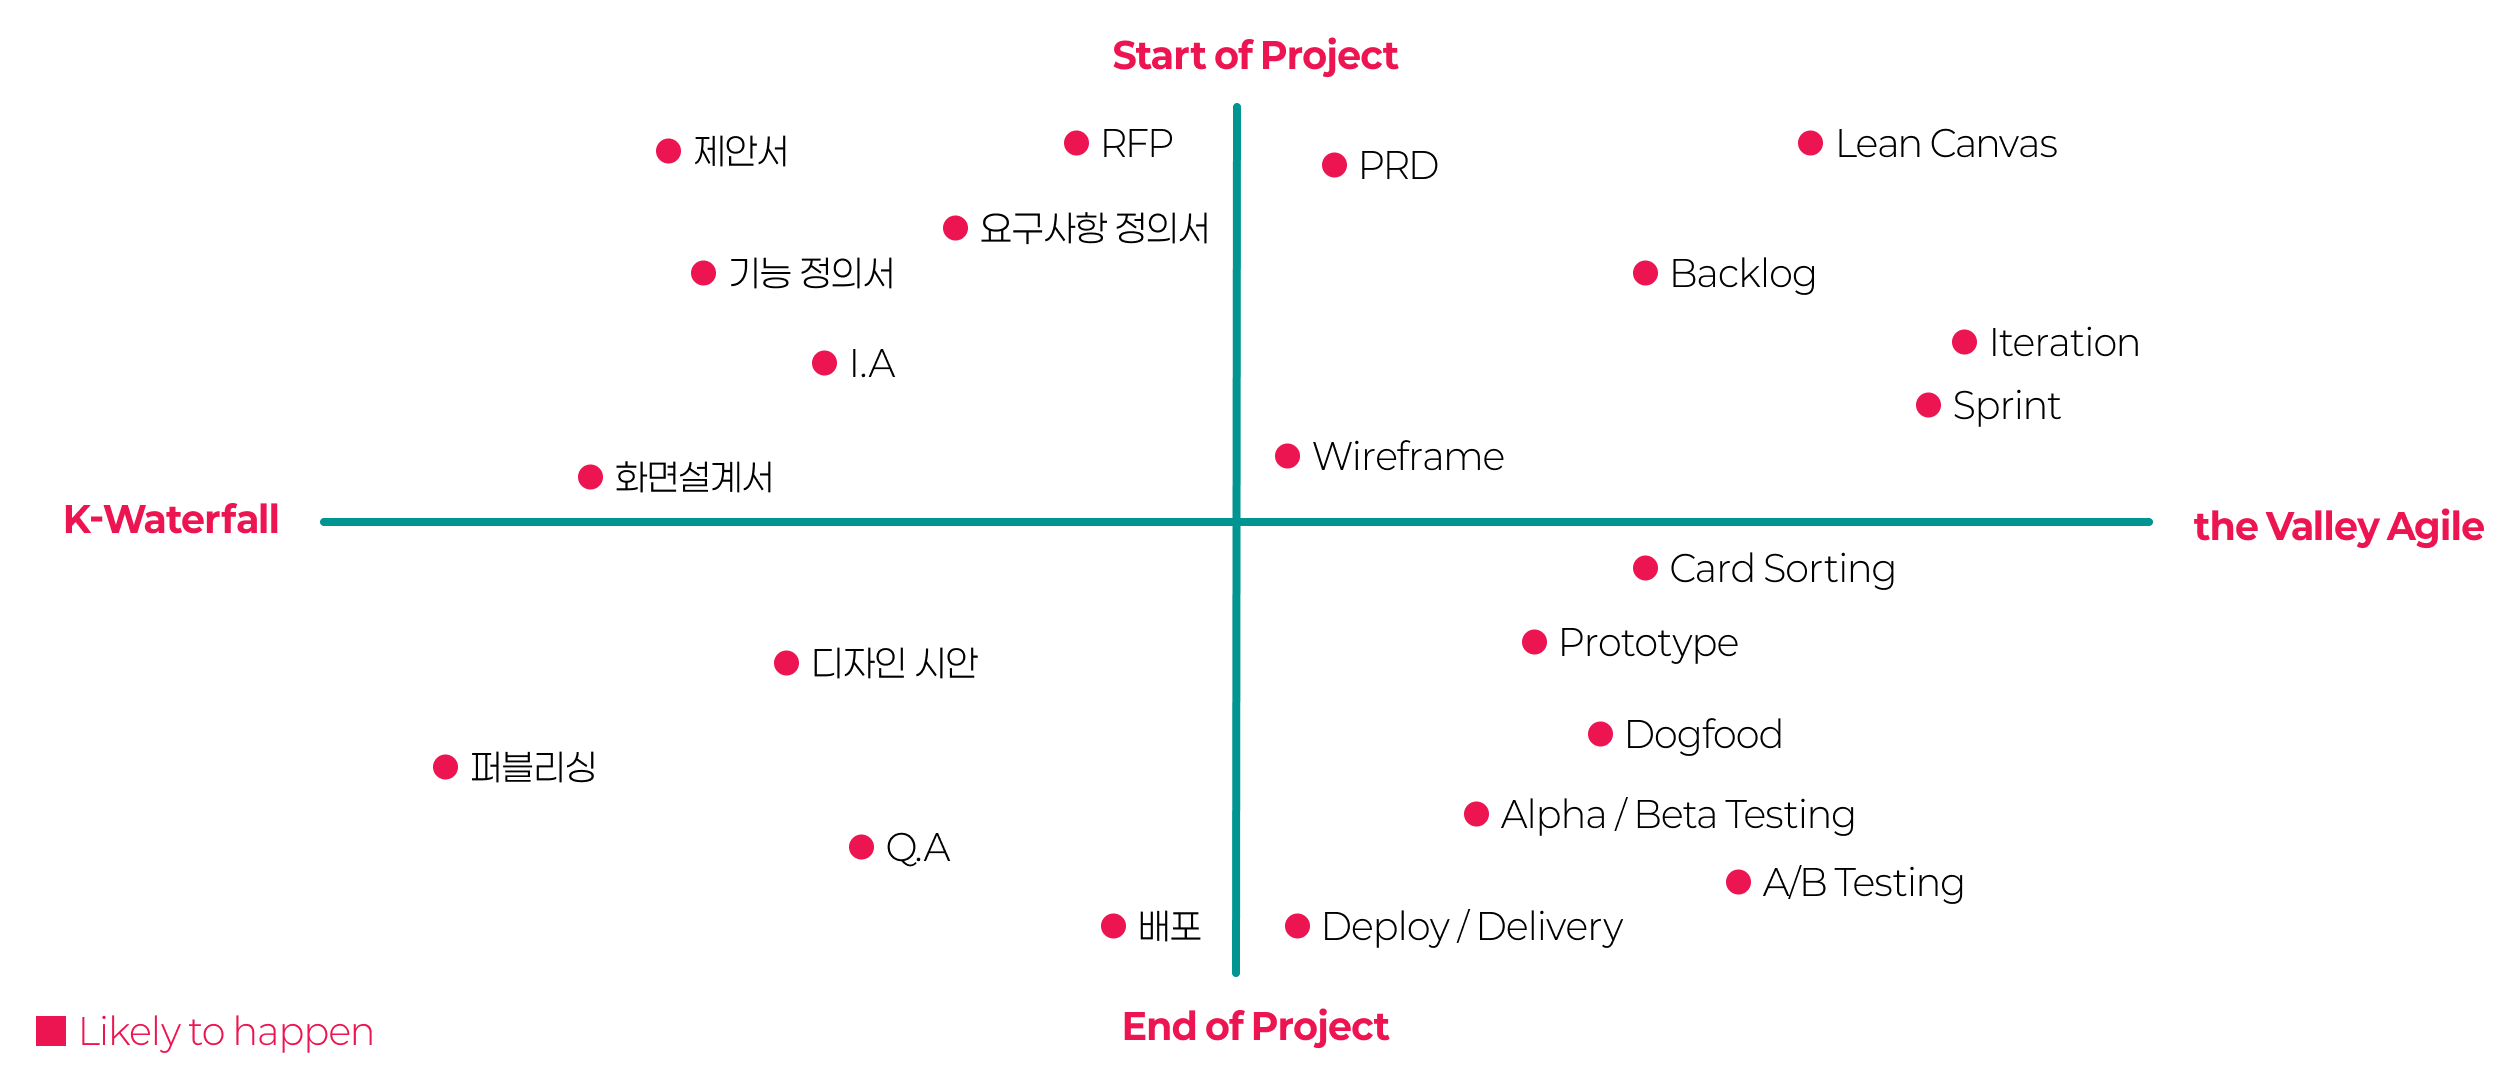 Start of Project
제안서
RFP
PRD
Lean Canvas
요구사항 정의서
기능 정의서
Backlog
I.A
Iteration
Sprint
화면설계서
Wireframe
K-Waterfall
the Valley Agile
Card Sorting
디자인 시안
Prototype
퍼블리싱
Dogfood
Q.A
Alpha / Beta Testing
A/B Testing
배포
Deploy / Delivery
Likely to happen
End of Project